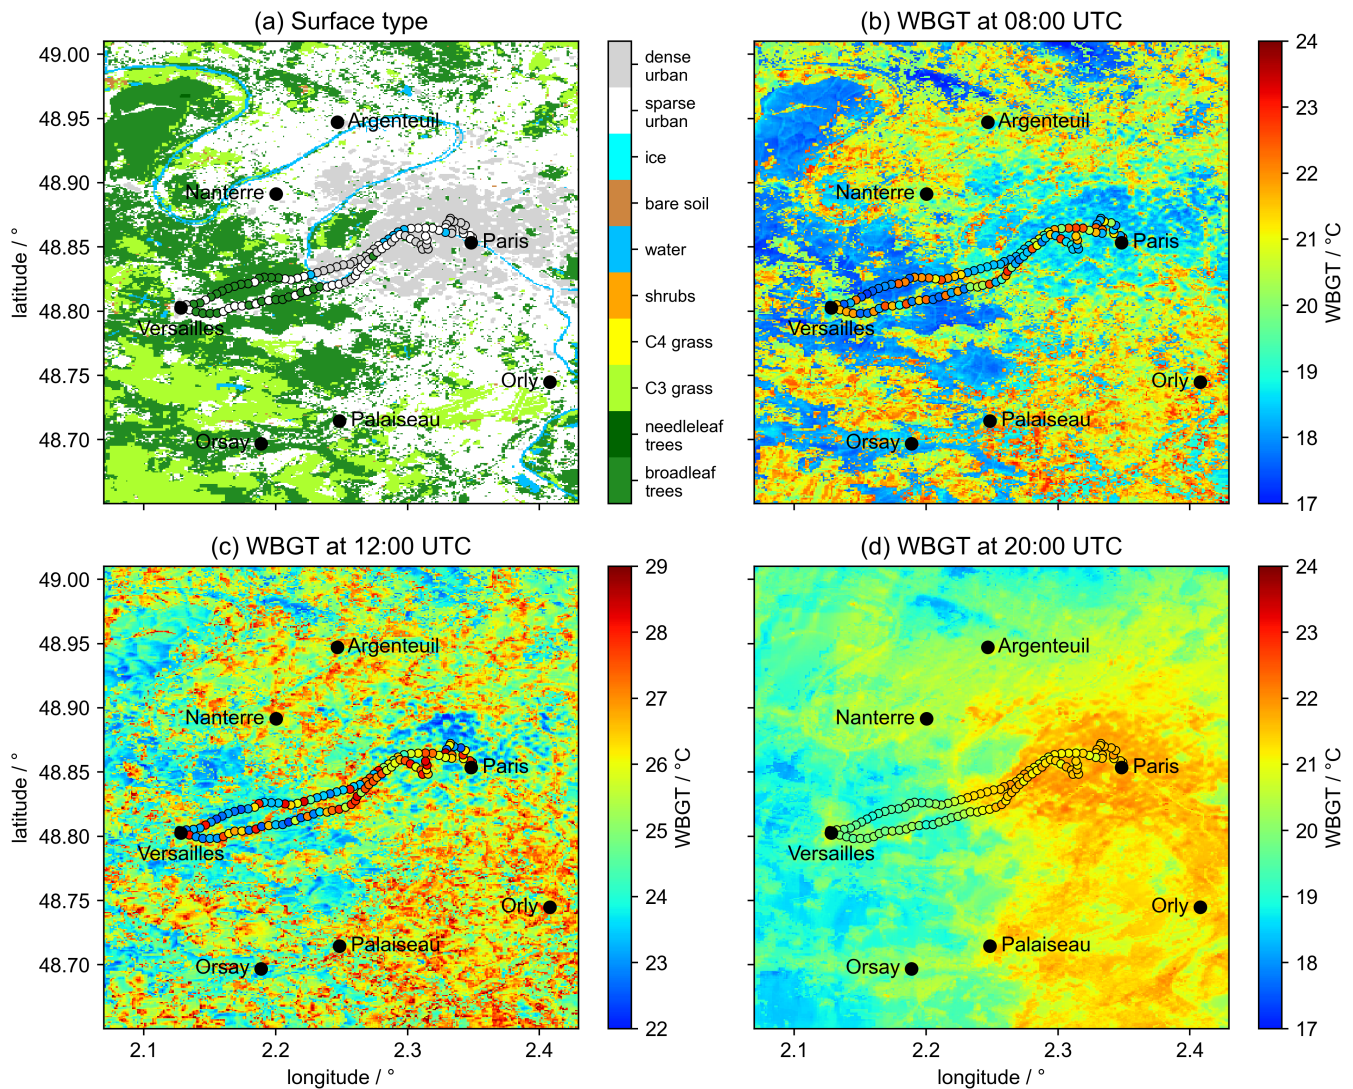 (a) Surface type
49.00
48.95
48.90
48.85
48.80
48.75
48.70
latitude / °
Argenteuil
Nanterre
Paris
Versailles
Orly
Palaiseau
Orsay
dense
urban
sparse
urban
ice
bare soil
water
shrubs
C4 grass
C3 grass
needleleaf
trees
broadleaf
trees
(b) WBGT at 08:00 UTC
Argenteuil
Nanterre
Paris
Versailles
Orly
Palaiseau
Orsay
24
23
22
21
20
19
18
17
WBGT / °C
(c) WBGT at 12:00 UTC
49.00
48.95
48.90
48.85
48.80
48.75
48.70
latitude / °
Argenteuil
Nanterre
Paris
Versailles
Orly
Palaiseau
Orsay
2.1
2.2
2.3
2.4
longitude / °
29
28
27
26
25
24
23
22
WBGT / °C
(d) WBGT at 20:00 UTC
Argenteuil
Nanterre
Paris
Versailles
Orly
Palaiseau
Orsay
2.1
2.2
2.3
2.4
longitude / °
24
23
22
21
20
19
18
17
WBGT / °C